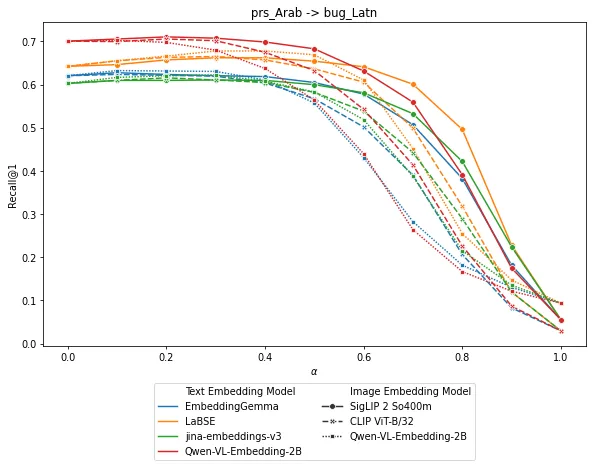 prs_Arab -> bug_Latn
0.7
0.6
0.5
0.4
0.3
0.2
0.1
0.0
Recall@1
0.0 0.2 0.4 0.6 0.8 1.0
α
Text Embedding Model Image Embedding Model
EmbeddingGemma SigLIP 2 So400m
LaBSE CLIP ViT-B/32
jina-embeddings-v3 Qwen-VL-Embedding-2B
Qwen-VL-Embedding-2B